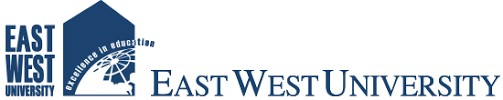 EAST
WEST
UNIVERSITY
excellence in education
EAST WEST UNIVERSITY